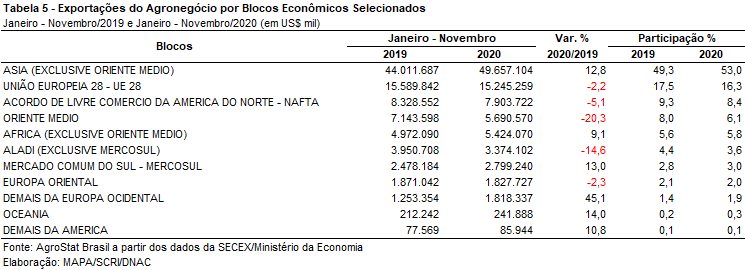 Tabela 5 - Exportações do Agronegócio por Blocos Econômicos Selecionados
Janeiro - Novembro/2019 e Janeiro - Novembro/2020 (em US$ mil)
Blocos Janeiro - Novembro Var. % Participação %
2019 2020 2020/2019 2019 2020
ASIA (EXCLUSIVE ORIENTE MEDIO) 44.011.687 49.657.104 12,8 49,3 53,0
UNIÃO EUROPEIA 28 - UE 28 15.589.842 15.245.259 -2,2 17,5 16,3
ACORDO DE LIVRE COMERCIO DA AMERICA DO NORTE - NAFTA 8.328.552 7.903.722 -5,1 9,3 8,4
ORIENTE MEDIO 7.143.598 5.690.570 -20,3 8,0 6,1
AFRICA (EXCLUSIVE ORIENTE MEDIO) 4.972.090 5.424.070 9,1 5,6 5,8
ALADI (EXCLUSIVE MERCOSUL) 3.950.708 3.374.102 -14,6 4,4 3,6
MERCADO COMUM DO SUL - MERCOSUL 2.478.184 2.799.240 13,0 2,8 3,0
EUROPA ORIENTAL 1.871.042 1.827.727 -2,3 2,1 2,0
DEMAIS DA EUROPA OCIDENTAL 1.253.354 1.818.337 45,1 1,4 1,9
OCEANIA 212.242 241.888 14,0 0,2 0,3
DEMAIS DA AMERICA 77.569 85.944 10,8 0,1 0,1
Fonte: AgroStat Brasil a partir dos dados da SECEX/Ministério da Economia
Elaboração: MAPA/SCRI/DNAC